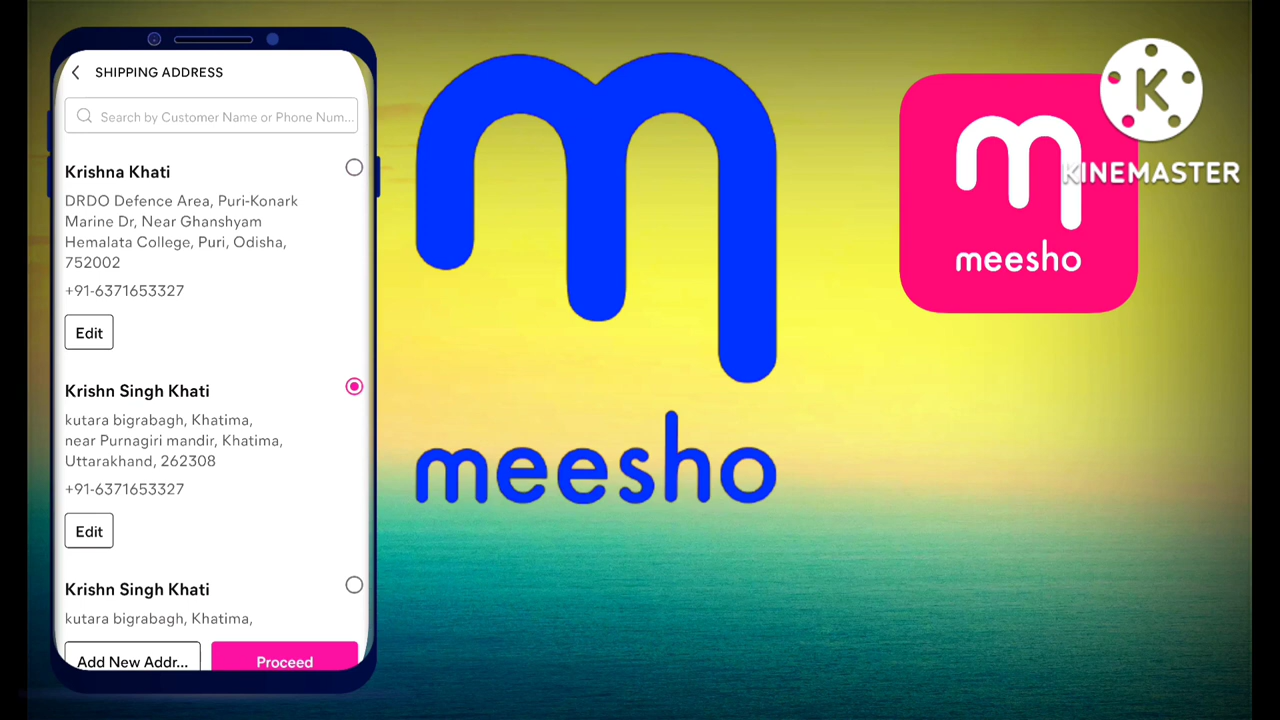 SHIPPING ADDRESS
Search by Customer Name or Phone Num...
Krishna Khati
DRDO Defence Area, Puri-Konark
Marine Dr, Near Ghanshyam
Hemalata College, Puri, Odisha,
752002
+91-6371653327
Edit
Krishn Singh Khati
kutara bigrabagh, Khatima,
near Purnagiri mandir, Khatima,
Uttarakhand, 262308
+91-6371653327
Edit
Krishn Singh Khati
kutara bigrabagh, Khatima,
Add New Addr...
Proceed
meesho
meesho
K
KINEMASTER